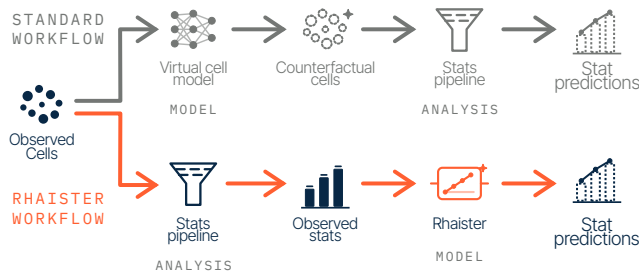 STANDARD
WORKFLOW
Virtual cell
model
Counterfactual
cells
Stats
pipeline
Stat
predictions
MODEL
ANALYSIS
Observed
Cells
RHAISTER
WORKFLOW
Stats
pipeline
Observed
stats
Rhaister
Stat
predictions
ANALYSIS
MODEL